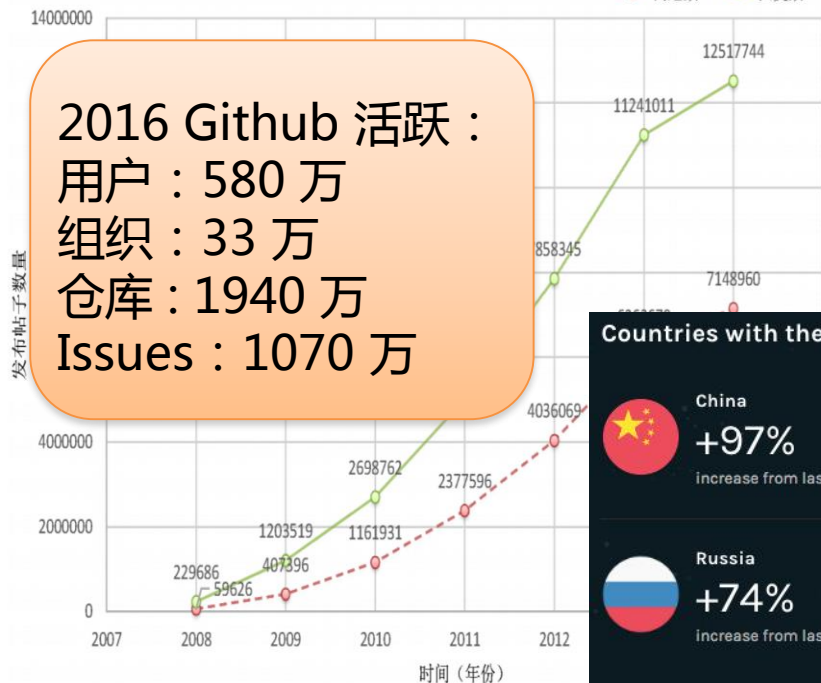 14000000
12517744
11241011
2016 Github 活跃：
用户：580 万
组织：33 万
仓库：1940 万
Issues：1070 万
858345
7148960
发布帖子数量
Countries with the
China
+97%
increase from las
4036069
4000000
2698762
2377596
2000000
1203519
1161931
Russia
+74%
increase from las
229686
407396
59626
0
2007
2008
2009
2010
2011
2012
时间（年份）